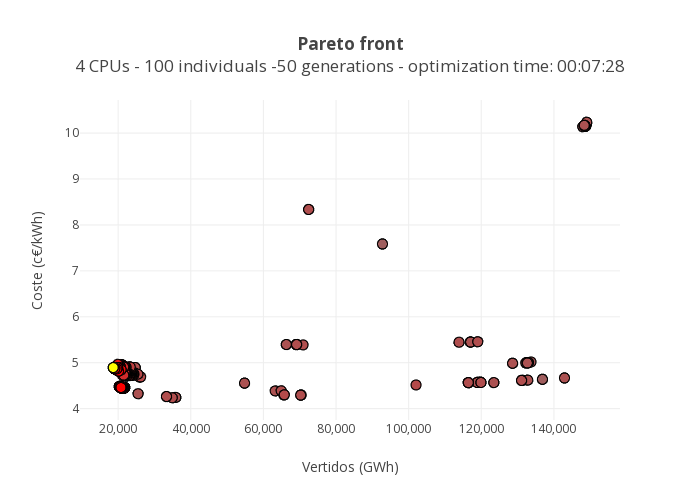 Pareto front
4 CPUs - 100 individuals -50 generations - optimization time: 00:07:28
10
9
8
7
6
5
4
Coste (c€/kWh)
20,000 40,000 60,000 80,000 100,000 120,000 140,000
Vertidos (GWh)